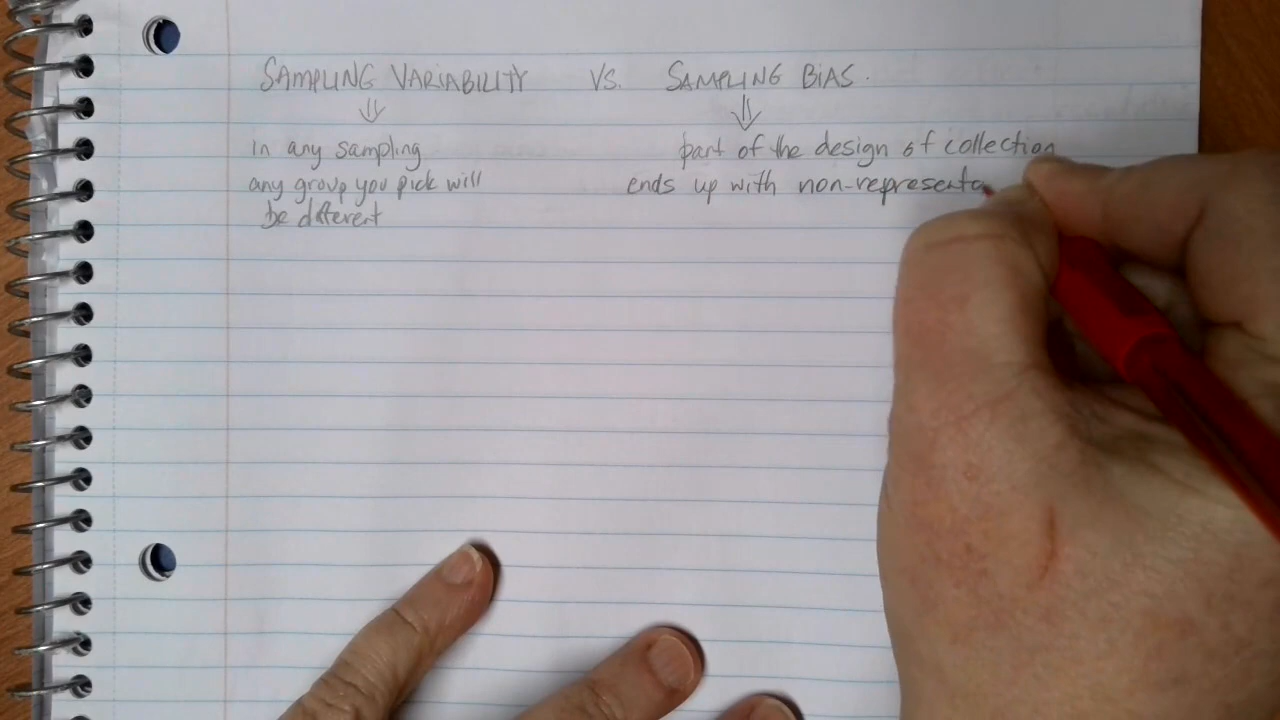 SAMPLING VARIABILITY VS. SAMPLING BIAS.
in any sampling
any group you pick will
be different
part of the design of collection
ends up with non-representa